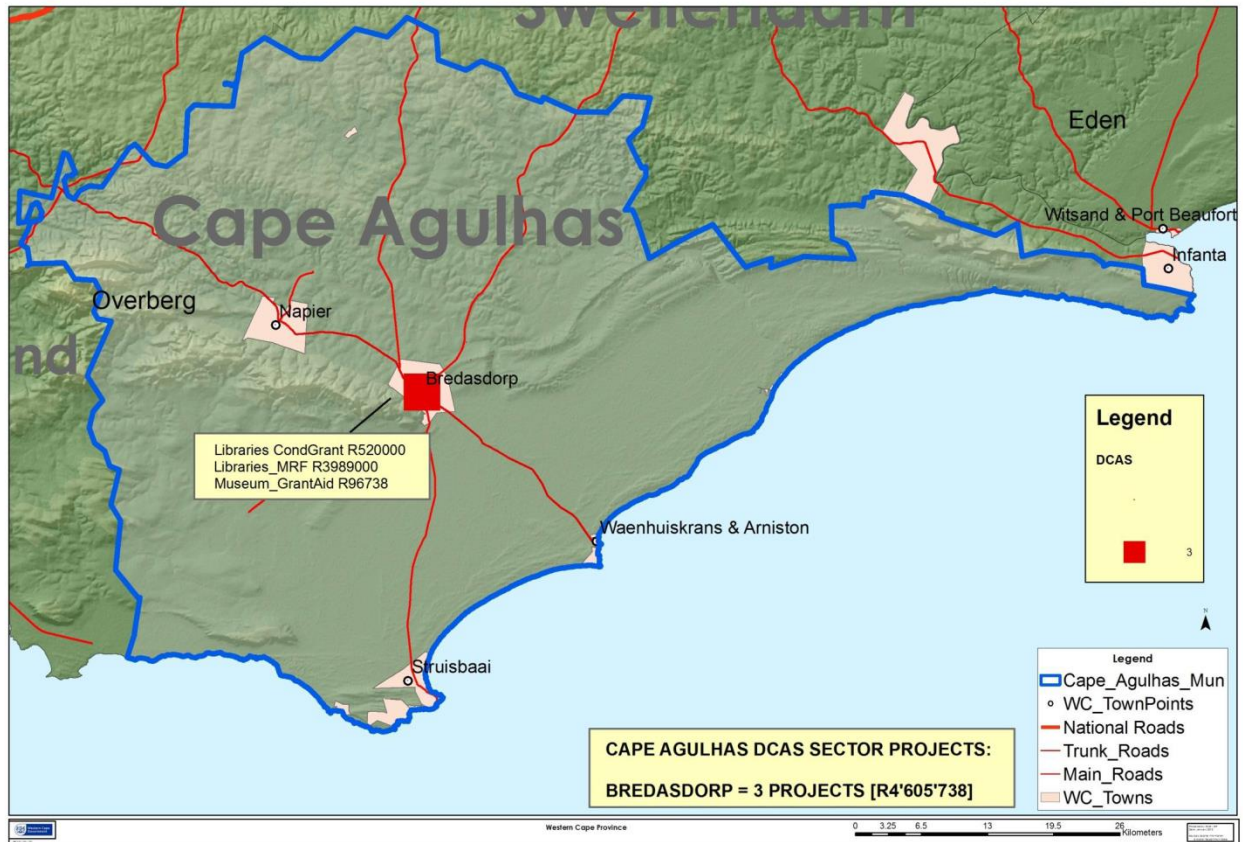 Swellendam
Eden
Cape Agulhas
Witsand & Port Beaufort
Infanta
Overberg
Napier
nd
Bredasdorp
Libraries CondGrant R520000
Libraries_MRF R3989000
Museum_GrantAid R96738
Legend
DCAS
3
Waenhuiskrans & Arniston
Struisbaai
N
CAPE AGULHAS DCAS SECTOR PROJECTS:
BREDASDORP = 3 PROJECTS [R4'605'738]
Legend
Cape_Agulhas_Mun
WC_TownPoints
National Roads
Trunk_Roads
Main_Roads
WC_Towns
Western Cape Province
0 3.25 6.5 13 19.5 26
Kilometers